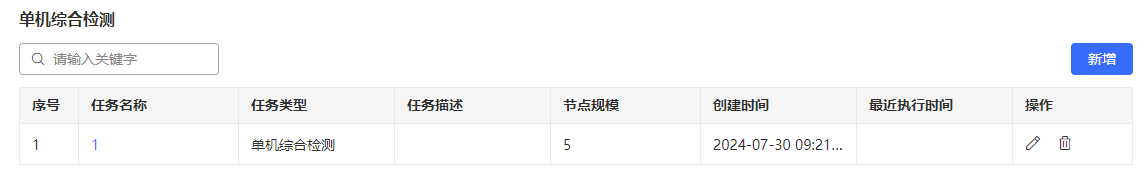 单机综合检测
请输入关键字
新增
序号 任务名称 任务类型 任务描述 节点规模 创建时间 最近执行时间 操作
1 1 单机综合检测 5 2024-07-30 09:21...